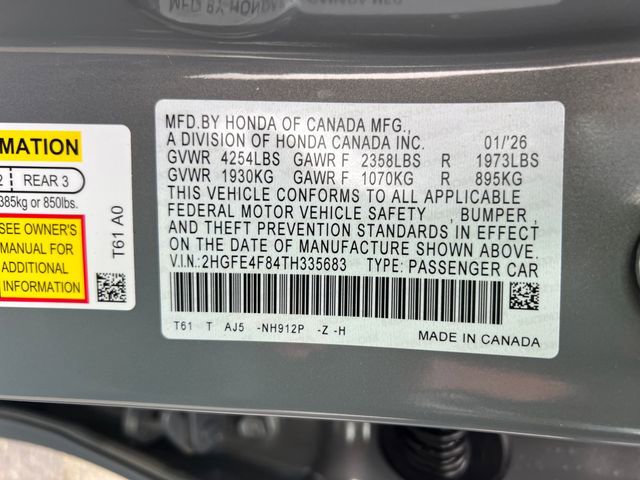 MFD.BY HONDA OF CANADA MFG.,
A DIVISION OF HONDA CANADA INC. 01/'26
GVWR 4254LBS GAWR F 2358LBS R 1973LBS
GVWR 1930KG GAWR F 1070KG R 895KG
THIS VEHICLE CONFORMS TO ALL APPLICABLE
FEDERAL MOTOR VEHICLE SAFETY , BUMPER ,
AND THEFT PREVENTION STANDARDS IN EFFECT
ON THE DATE OF MANUFACTURE SHOWN ABOVE.
V.I.N.:2HGFE4F84TH335683 TYPE: PASSENGER CAR
T61 T AJ5 -NH912P -Z -H
MADE IN CANADA
REAR 3
385kg or 850lbs.
SEE OWNER'S
MANUAL FOR
ADDITIONAL
INFORMATION
T61 A0